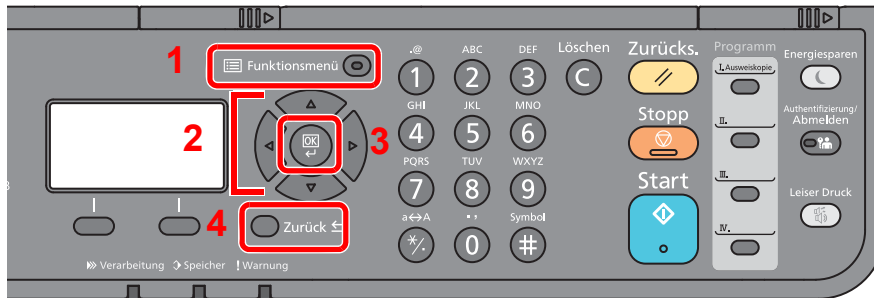 1
Funktionsmenü
2
OK
3
4
Zurück
Verarbeitung
Speicher
! Warnung
.@
ABC
DEF
Löschen
1
2
3
C
GHI
JKL
MNO
4
5
6
PQRS
TUV
WXYZ
7
8
9
a↔A
. ,
Symbol
*/.
0
#
Zurücks.
Stopp
Start
Programm
I. Ausweiskopie
II.
III.
IV.
Energiesparen
Authentifizierung/
Abmelden
Leiser Druck